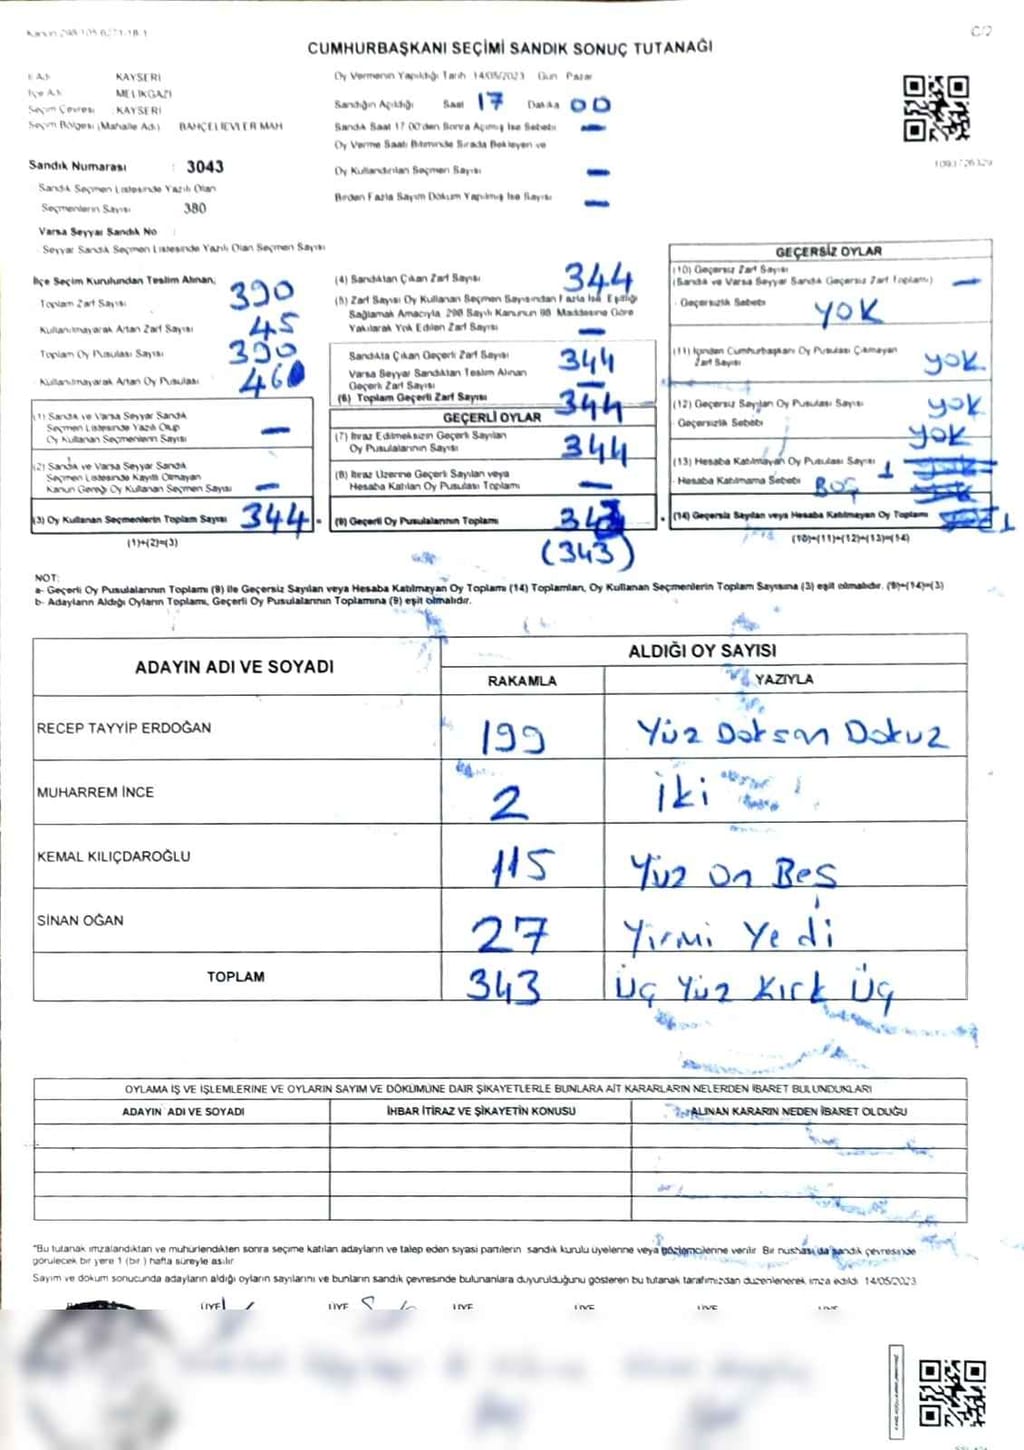 Kanun 298/105 6271-18-1
C/2
CUMHURBAŞKANI SEÇİMİ SANDIK SONUÇ TUTANAĞI
İl Adı KAYSERİ
İlçe Adı MELİKGAZİ
Seçim Çevresi KAYSERİ
Seçim Bölgesi (Mahalle Adı) BAHÇELİEVLER MAH
Sandık Numarası : 3043
Sandık Seçmen Listesinde Yazılı Olan
Seçmenlerin Sayısı 380
Varsa Seyyar Sandık No :
Seyyar Sandık Seçmen Listesinde Yazılı Olan Seçmen Sayısı
Oy Vermenin Yapıldığı Tarih 14/05/2023 Gün Pazar
Sandığın Açıldığı Saat 17 Dakika 00
Sandık Saat 17.00'den Sonra Açılmış İse Sebebi —
Oy Verme Saati Bitiminde Sırada Bekleyen ve
Oy Kullandırılan Seçmen Sayısı —
Birden Fazla Sayım Döküm Yapılmış İse Sayısı —
1093726329
İlçe Seçim Kurulundan Teslim Alınan,
Toplam Zarf Sayısı 390
Kullanılmayarak Artan Zarf Sayısı 45
Toplam Oy Pusulası Sayısı 390
Kullanılmayarak Artan Oy Pusulası 46
(1) Sandık ve Varsa Seyyar Sandık
Seçmen Listesinde Yazılı Olup
Oy Kullanan Seçmenlerin Sayısı —
(2) Sandık ve Varsa Seyyar Sandık
Seçmen Listesinde Kayıtlı Olmayan
Kanun Gereği Oy Kullanan Seçmen Sayısı —
(3) Oy Kullanan Seçmenlerin Toplam Sayısı 344
(1)+(2)=(3)
(4) Sandıktan Çıkan Zarf Sayısı 344
(5) Zarf Sayısı Oy Kullanan Seçmen Sayısından Fazla İse, Eşitliği
Sağlamak Amacıyla, 298 Sayılı Kanunun 98 Maddesine Göre
Yakılarak Yok Edilen Zarf Sayısı —
Sandıkta Çıkan Geçerli Zarf Sayısı 344
Varsa Seyyar Sandıktan Teslim Alınan
Geçerli Zarf Sayısı —
(6) Toplam Geçerli Zarf Sayısı 344
GEÇERLİ OYLAR
(7) İtiraz Edilmeksizin Geçerli Sayılan
Oy Pusulalarının Sayısı 344
(8) İtiraz Üzerine Geçerli Sayılan veya
Hesaba Katılan Oy Pusulası Toplamı —
(9) Geçerli Oy Pusulalarının Toplamı 343
(343)
GEÇERSİZ OYLAR
(10) Geçersiz Zarf Sayısı
(Sandık ve Varsa Seyyar Sandık Geçersiz Zarf Toplamı) —
- Geçersizlik Sebebi YOK
(11) İçinden Cumhurbaşkanı Oy Pusulası Çıkmayan
Zarf Sayısı YOK
(12) Geçersiz Sayılan Oy Pusulası Sayısı YOK
- Geçersizlik Sebebi YOK
(13) Hesaba Katılmayan Oy Pusulası Sayısı 1
- Hesaba Katılmama Sebebi BOŞ
(14) Geçersiz Sayılan veya Hesaba Katılmayan Oy Toplamı 1
(10)+(11)+(12)+(13)=(14)
NOT:
a- Geçerli Oy Pusulalarının Toplamı (9) ile Geçersiz Sayılan veya Hesaba Katılmayan Oy Toplamı (14) Toplamları, Oy Kullanan Seçmenlerin Toplam Sayısına (3) eşit olmalıdır. (9)+(14)=(3)
b- Adayların Aldığı Oyların Toplamı, Geçerli Oy Pusulalarının Toplamına (9) eşit olmalıdır.
ADAYIN ADI VE SOYADI
ALDIĞI OY SAYISI
RAKAMLA YAZIYLA
RECEP TAYYİP ERDOĞAN 199 Yüz Doksan Dokuz
MUHARREM İNCE 2 İki
KEMAL KILIÇDAROĞLU 115 Yüz On Beş
SİNAN OĞAN 27 Yirmi Yedi
TOPLAM 343 Üç Yüz Kırk Üç
OYLAMA İŞ VE İŞLEMLERİNE VE OYLARIN SAYIM VE DÖKÜMÜNE DAİR ŞİKAYETLERLE BUNLARA AİT KARARLARIN NELERDEN İBARET BULUNDUKLARI
ADAYIN ADI VE SOYADI İHBAR İTİRAZ VE ŞİKAYETİN KONUSU ALINAN KARARIN NEDEN İBARET OLDUĞU
"Bu tutanak imzalandıktan ve mühürlendikten sonra seçime katılan adayların ve talep eden siyasi partilerin sandık kurulu üyelerine veya gözlemcilerine verilir. Bir nüshası da sandık çevresinde
görülecek bir yere 1 (bir) hafta süreyle asılır
Sayım ve döküm sonucunda adayların aldığı oyların sayılarını ve bunların sandık çevresinde bulunanlara duyurulduğunu gösteren bu tutanak tarafımızdan düzenlenerek imza edildi 14/05/2023
ÜYE ÜYE ÜYE ÜYE ÜYE ÜYE